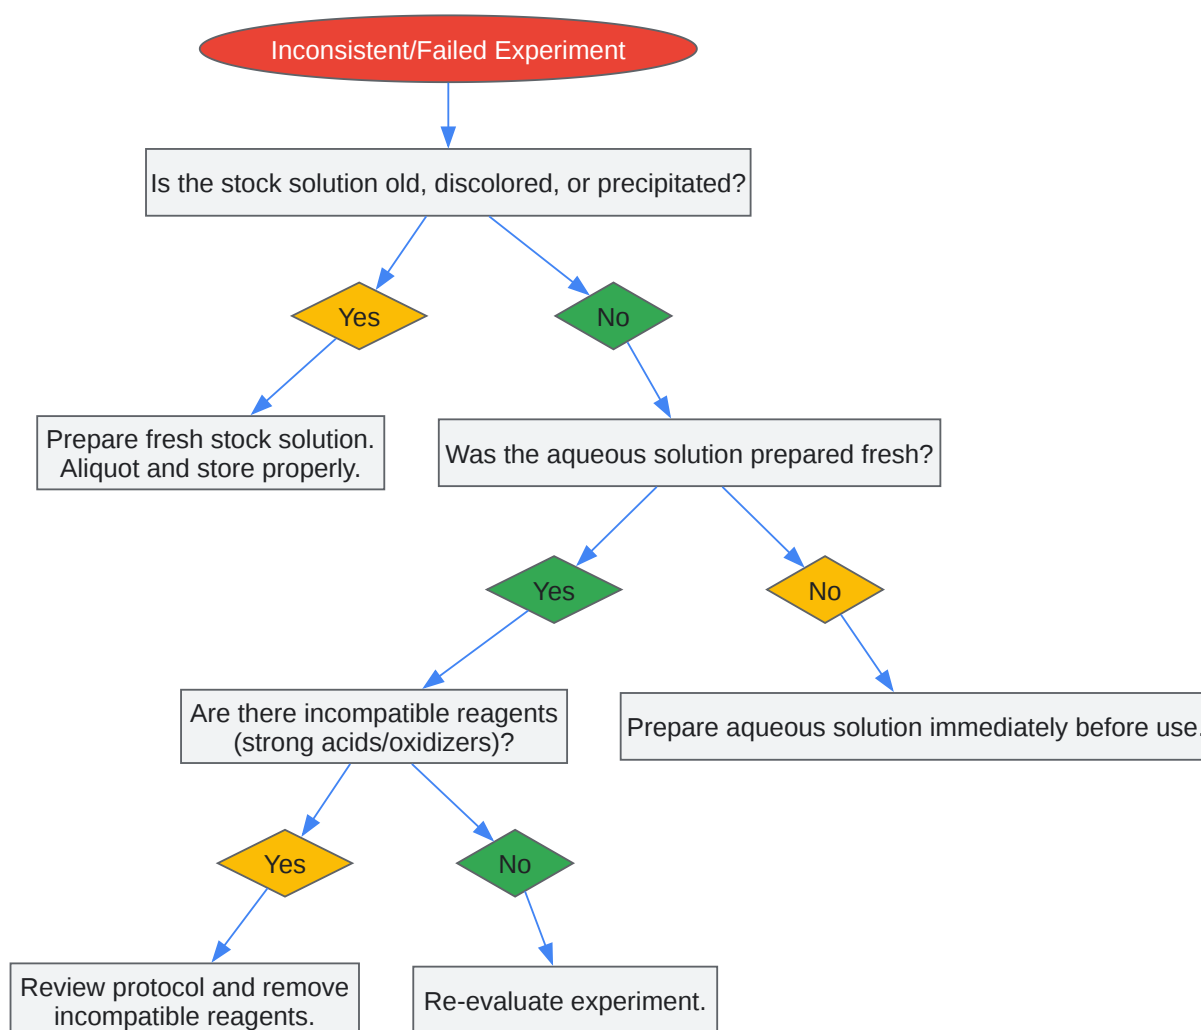 Inconsistent/Failed Experiment
Is the stock solution old, discolored, or precipitated?
Yes
No
Prepare fresh stock solution.
Aliquot and store properly.
Was the aqueous solution prepared fresh?
Yes
No
Are there incompatible reagents
(strong acids/oxidizers)?
Prepare aqueous solution immediately before use.
Yes
No
Review protocol and remove
incompatible reagents.
Re-evaluate experiment.